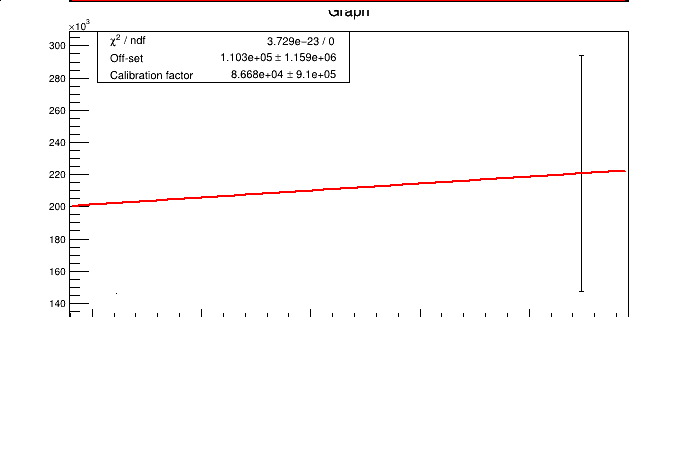 Graph
×10³
χ² / ndf 3.729e−23 / 0
Off-set 1.103e+05 ± 1.159e+06
Calibration factor 8.668e+04 ± 9.1e+05
300
280
260
240
220
200
180
160
140